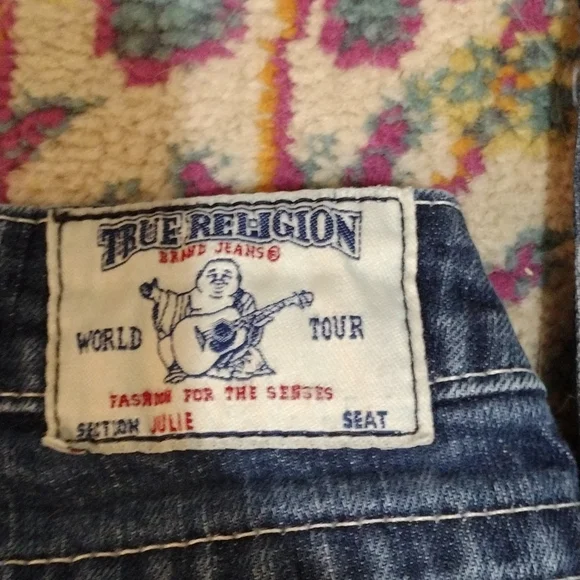 TRUE RELIGION
BRAND JEANS®
WORLD TOUR
FASHION FOR THE SENSES
SECTION JULIE SEAT